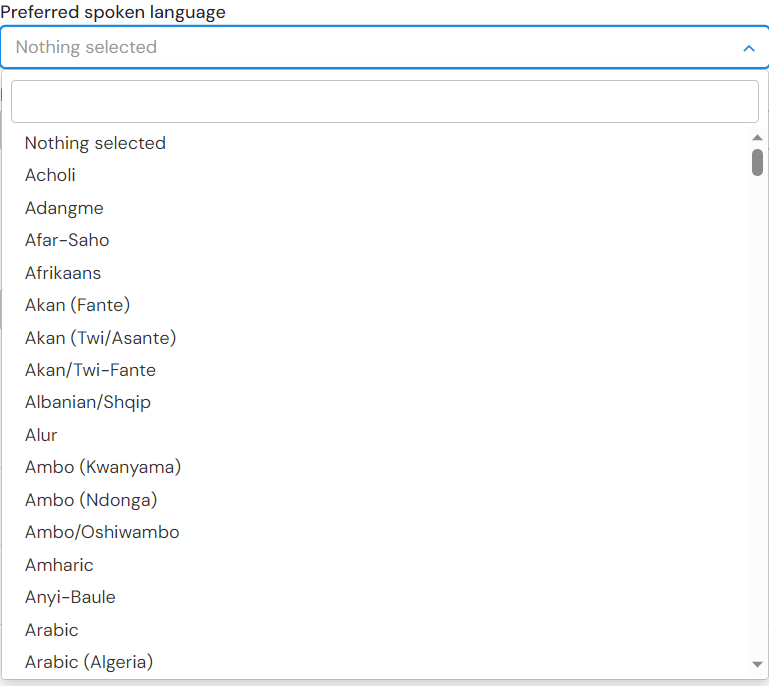 Preferred spoken language
Nothing selected
Nothing selected
Acholi
Adangme
Afar-Saho
Afrikaans
Akan (Fante)
Akan (Twi/Asante)
Akan/Twi-Fante
Albanian/Shqip
Alur
Ambo (Kwanyama)
Ambo (Ndonga)
Ambo/Oshiwambo
Amharic
Anyi-Baule
Arabic
Arabic (Algeria)